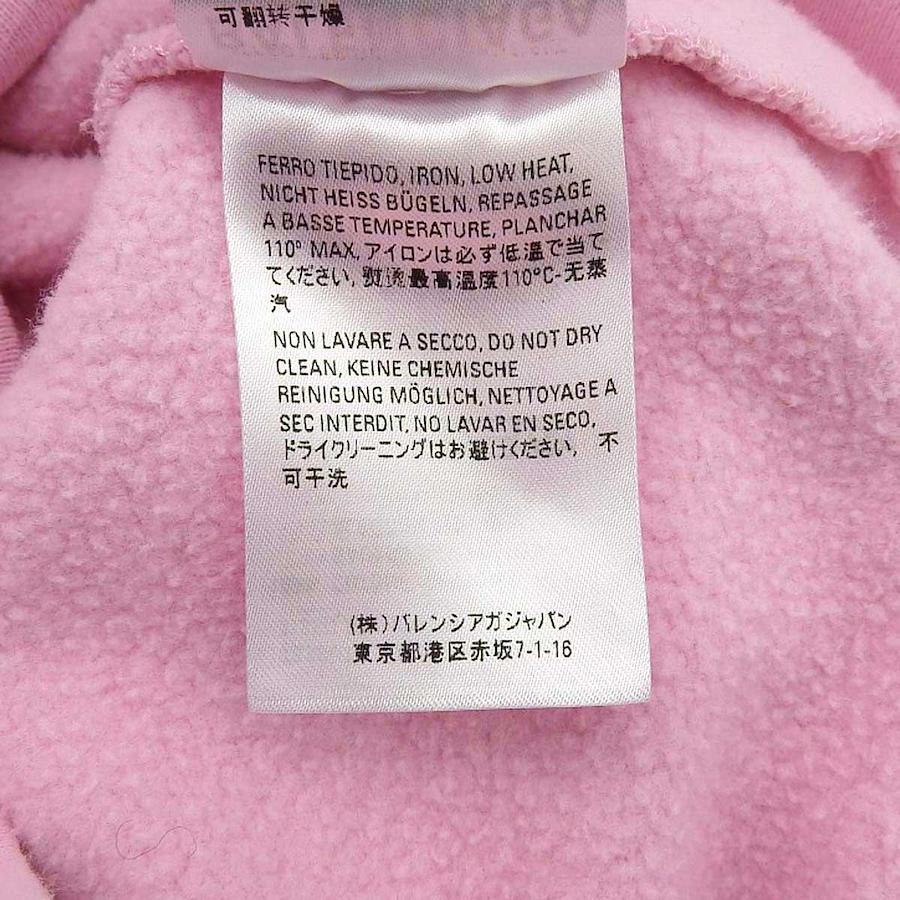 可翻转干燥
FERRO TIEPIDO, IRON, LOW HEAT,
NICHT HEISS BÜGELN, REPASSAGE
A BASSE TEMPERATURE, PLANCHAR
110° MAX, アイロンは必ず低温で当て
てください, 熨烫最高温度110°C-无蒸
汽
NON LAVARE A SECCO, DO NOT DRY
CLEAN, KEINE CHEMISCHE
REINIGUNG MÖGLICH, NETTOYAGE A
SEC INTERDIT, NO LAVAR EN SECO,
ドライクリーニングはお避けください, 不
可干洗
(株)バレンシアガジャパン
東京都港区赤坂7-1-16